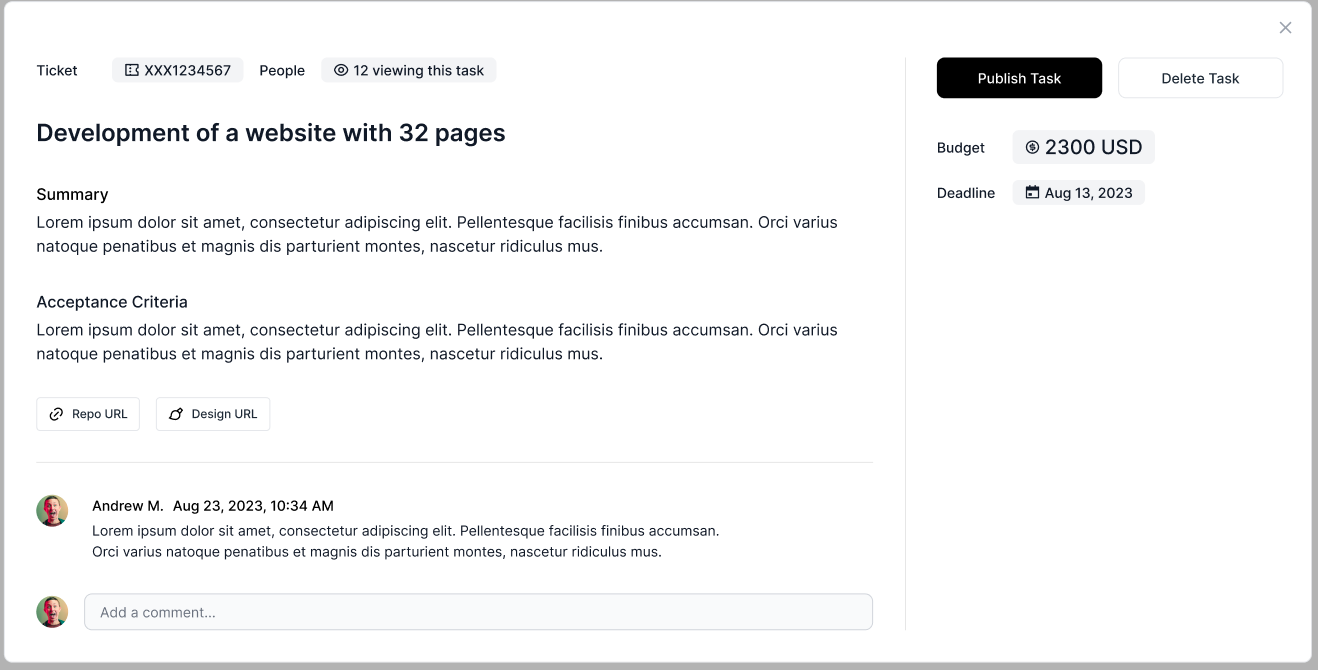 Ticket XXX1234567 People 12 viewing this task
Development of a website with 32 pages
Summary
Lorem ipsum dolor sit amet, consectetur adipiscing elit. Pellentesque facilisis finibus accumsan. Orci varius
natoque penatibus et magnis dis parturient montes, nascetur ridiculus mus.
Acceptance Criteria
Lorem ipsum dolor sit amet, consectetur adipiscing elit. Pellentesque facilisis finibus accumsan. Orci varius
natoque penatibus et magnis dis parturient montes, nascetur ridiculus mus.
Repo URL Design URL
Andrew M. Aug 23, 2023, 10:34 AM
Lorem ipsum dolor sit amet, consectetur adipiscing elit. Pellentesque facilisis finibus accumsan.
Orci varius natoque penatibus et magnis dis parturient montes, nascetur ridiculus mus.
Add a comment...
Publish Task Delete Task
Budget 2300 USD
Deadline Aug 13, 2023